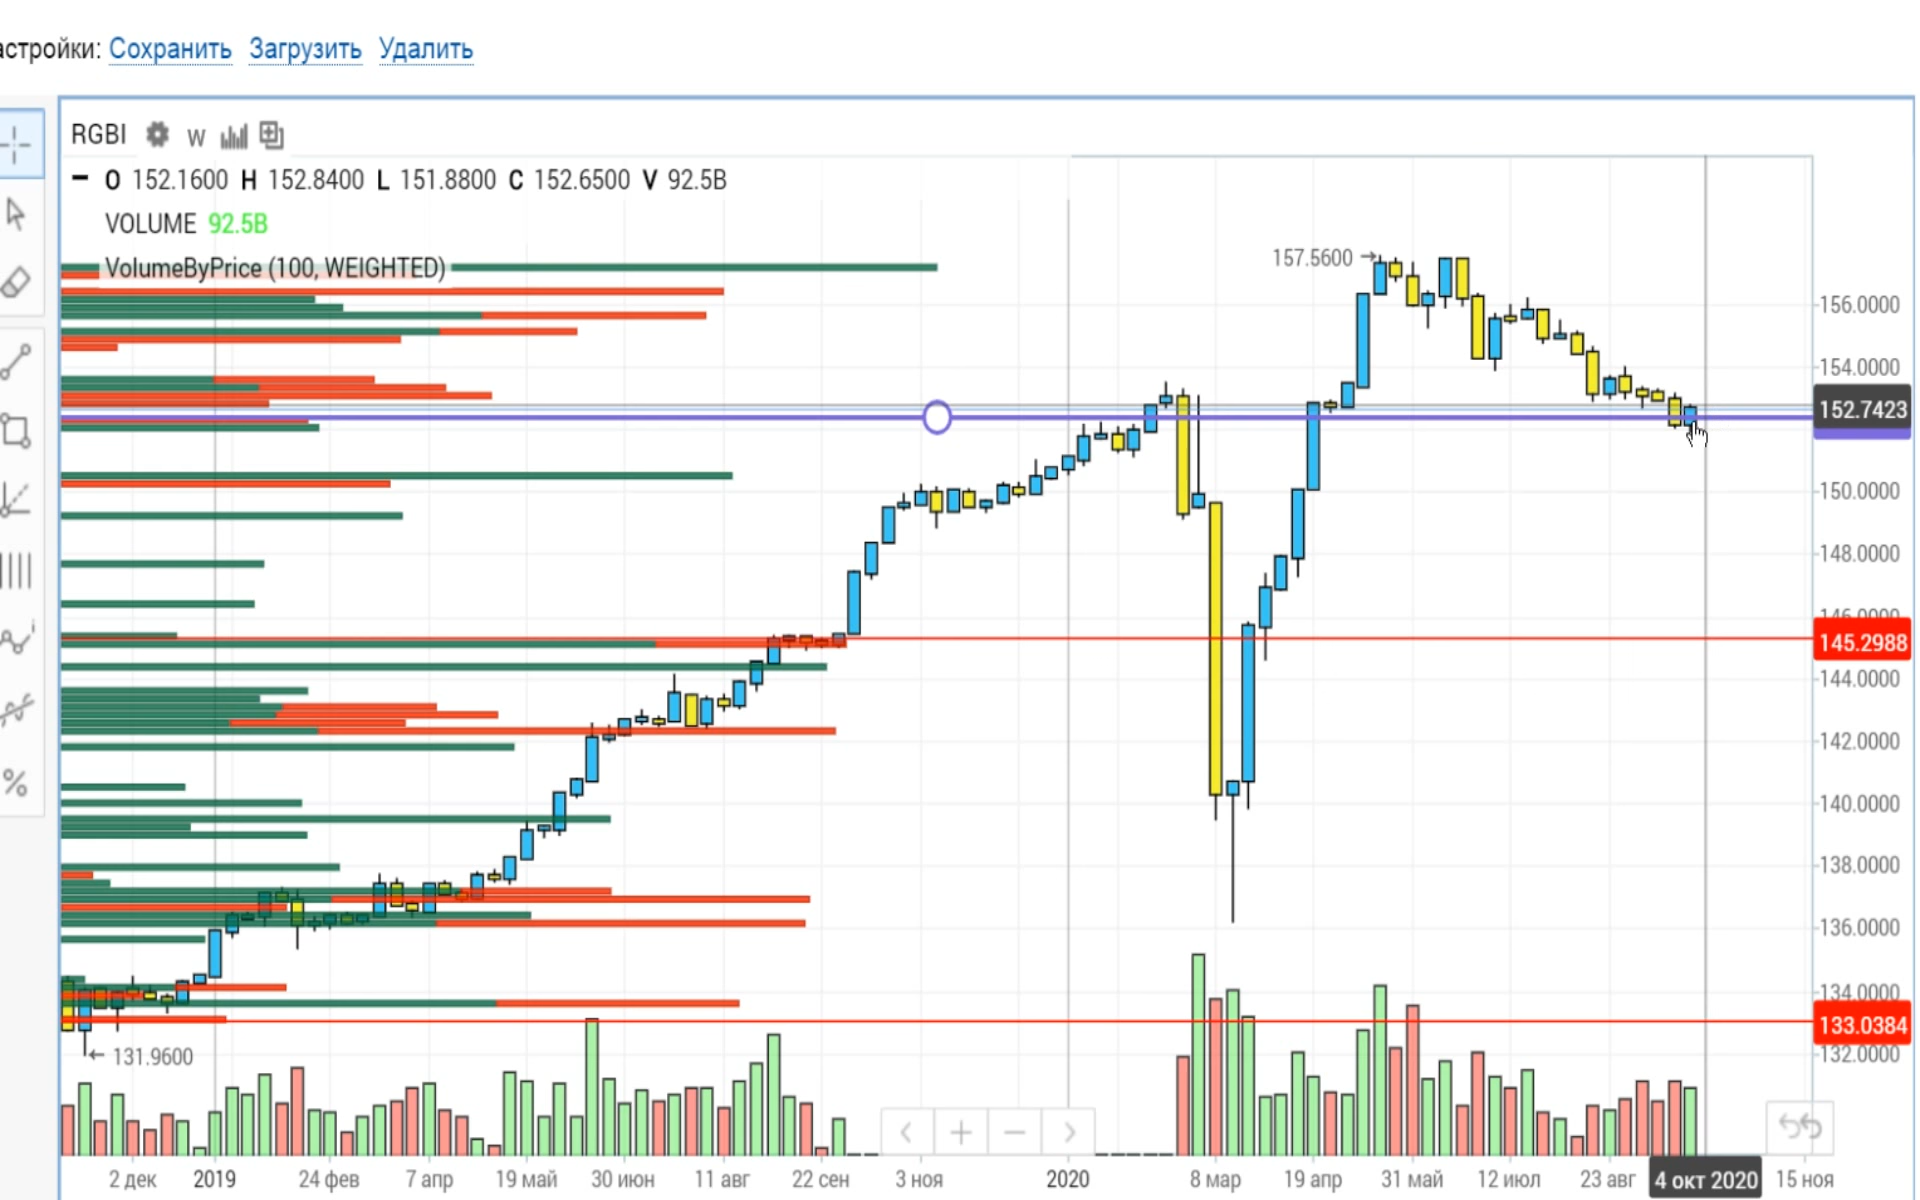 астройки: Сохранить Загрузить Удалить
RGBI W
O 152.1600 H 152.8400 L 151.8800 C 152.6500 V 92.5B
VOLUME 92.5B
VolumeByPrice (100, WEIGHTED)
157.5600
156.0000
154.0000
152.7423
150.0000
148.0000
146.0000
145.2988
144.0000
142.0000
140.0000
138.0000
136.0000
134.0000
133.0384
132.0000
131.9600
2 дек 2019 24 фев 7 апр 19 май 30 июн 11 авг 22 сен 3 ноя 2020 8 мар 19 апр 31 май 12 июл 23 авг 4 окт 2020 15 ноя